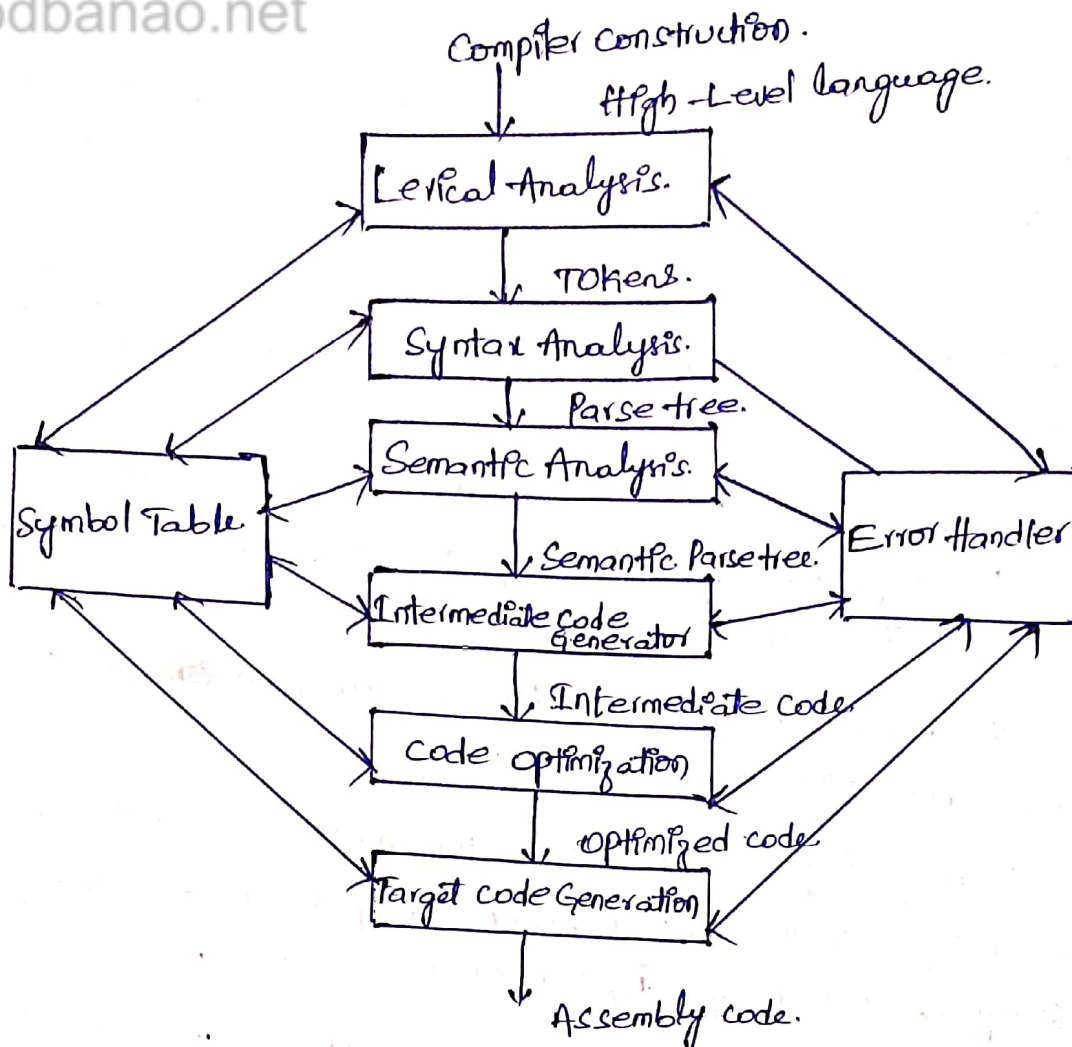 odbanao.net
Compiler Construction.
High-Level language.
Lexical Analysis.
TOKens.
Syntax Analysis.
Parse tree.
Semantic Analysis.
Symbol Table
Error Handler
Semantic Parse tree.
Intermediate code
Generator
Intermediate code
Code optimization
Optimized code
Target code Generation
Assembly code.